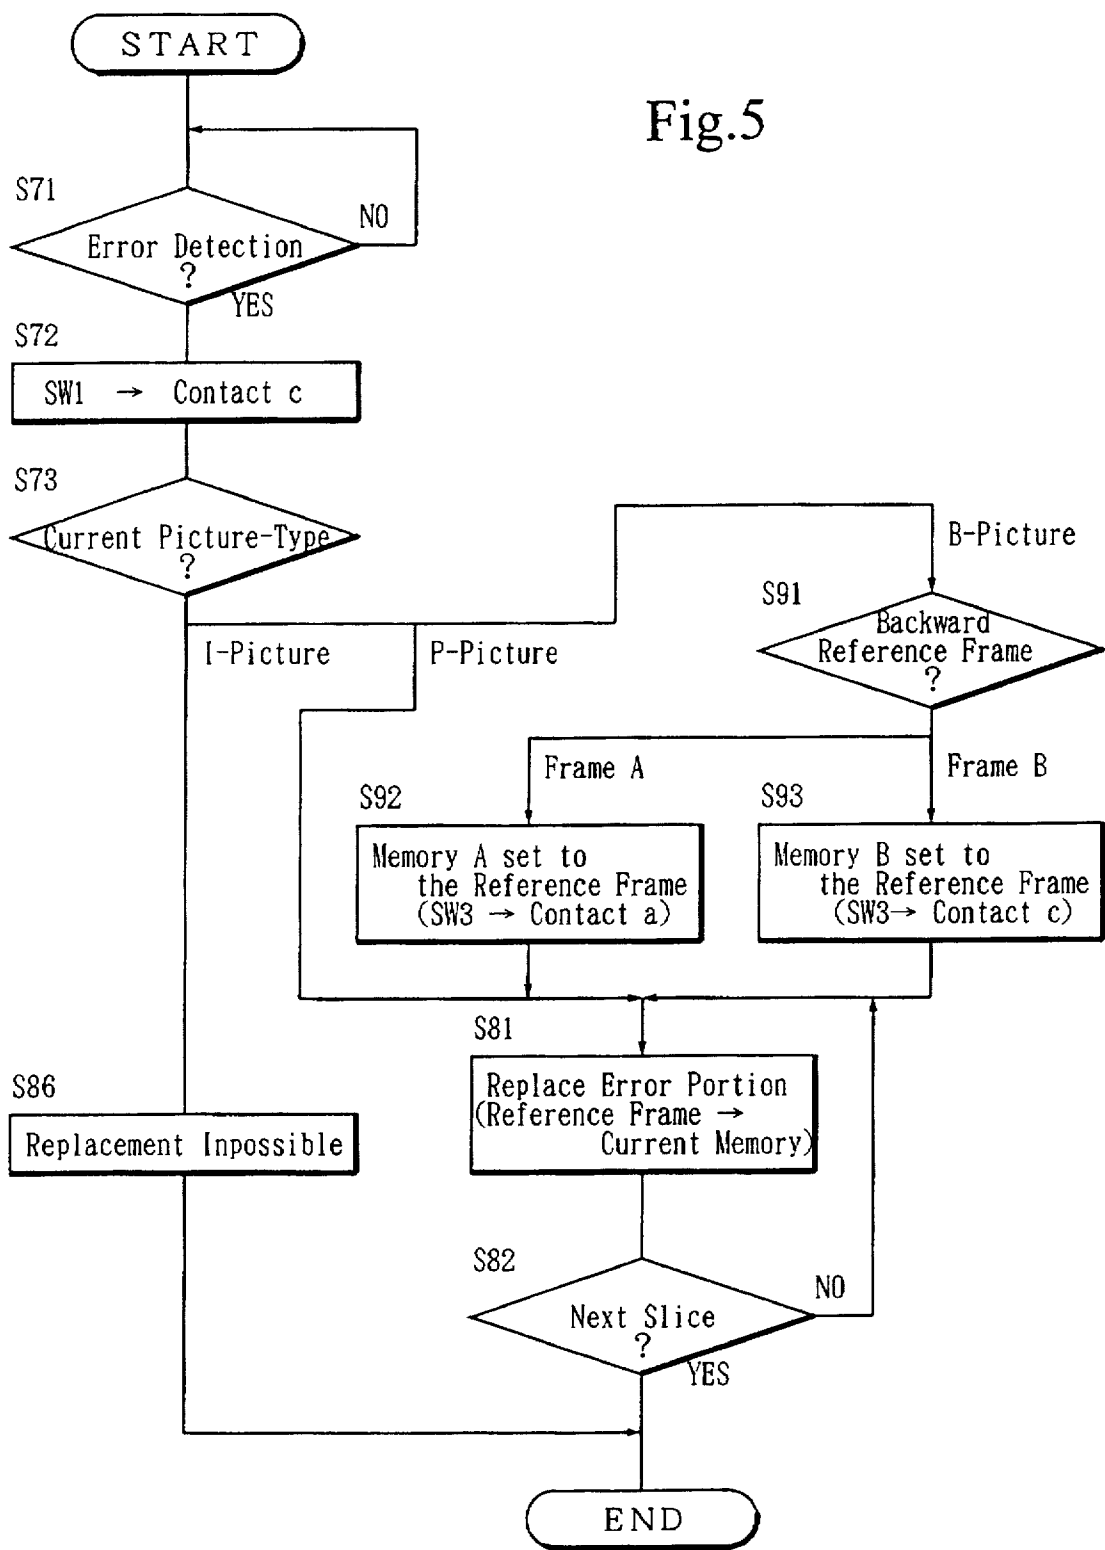 START
Fig.5
S71
NO
Error Detection
?
YES
S72
SW1 → Contact c
S73
Current Picture-Type
?
B-Picture
I-Picture
P-Picture
S91
Backward
Reference Frame
?
Frame A
Frame B
S92
S93
Memory A set to
the Reference Frame
(SW3 → Contact a)
Memory B set to
the Reference Frame
(SW3→ Contact c)
S81
Replace Error Portion
(Reference Frame →
Current Memory)
S86
Replacement Inpossible
S82
NO
Next Slice
?
YES
END